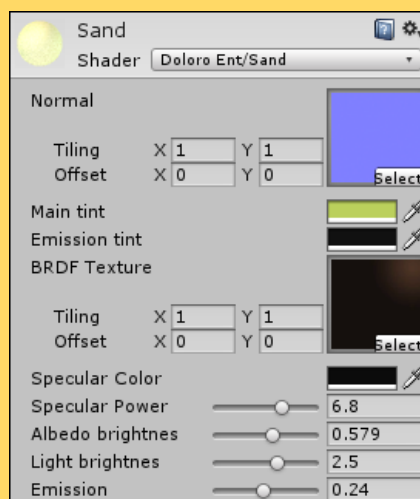 Sand
Shader Doloro Ent/Sand
Normal
Tiling X 1 Y 1
Offset X 0 Y 0
Select
Main tint
Emission tint
BRDF Texture
Tiling X 1 Y 1
Offset X 0 Y 0
Select
Specular Color
Specular Power 6.8
Albedo brightnes 0.579
Light brightnes 2.5
Emission 0.24